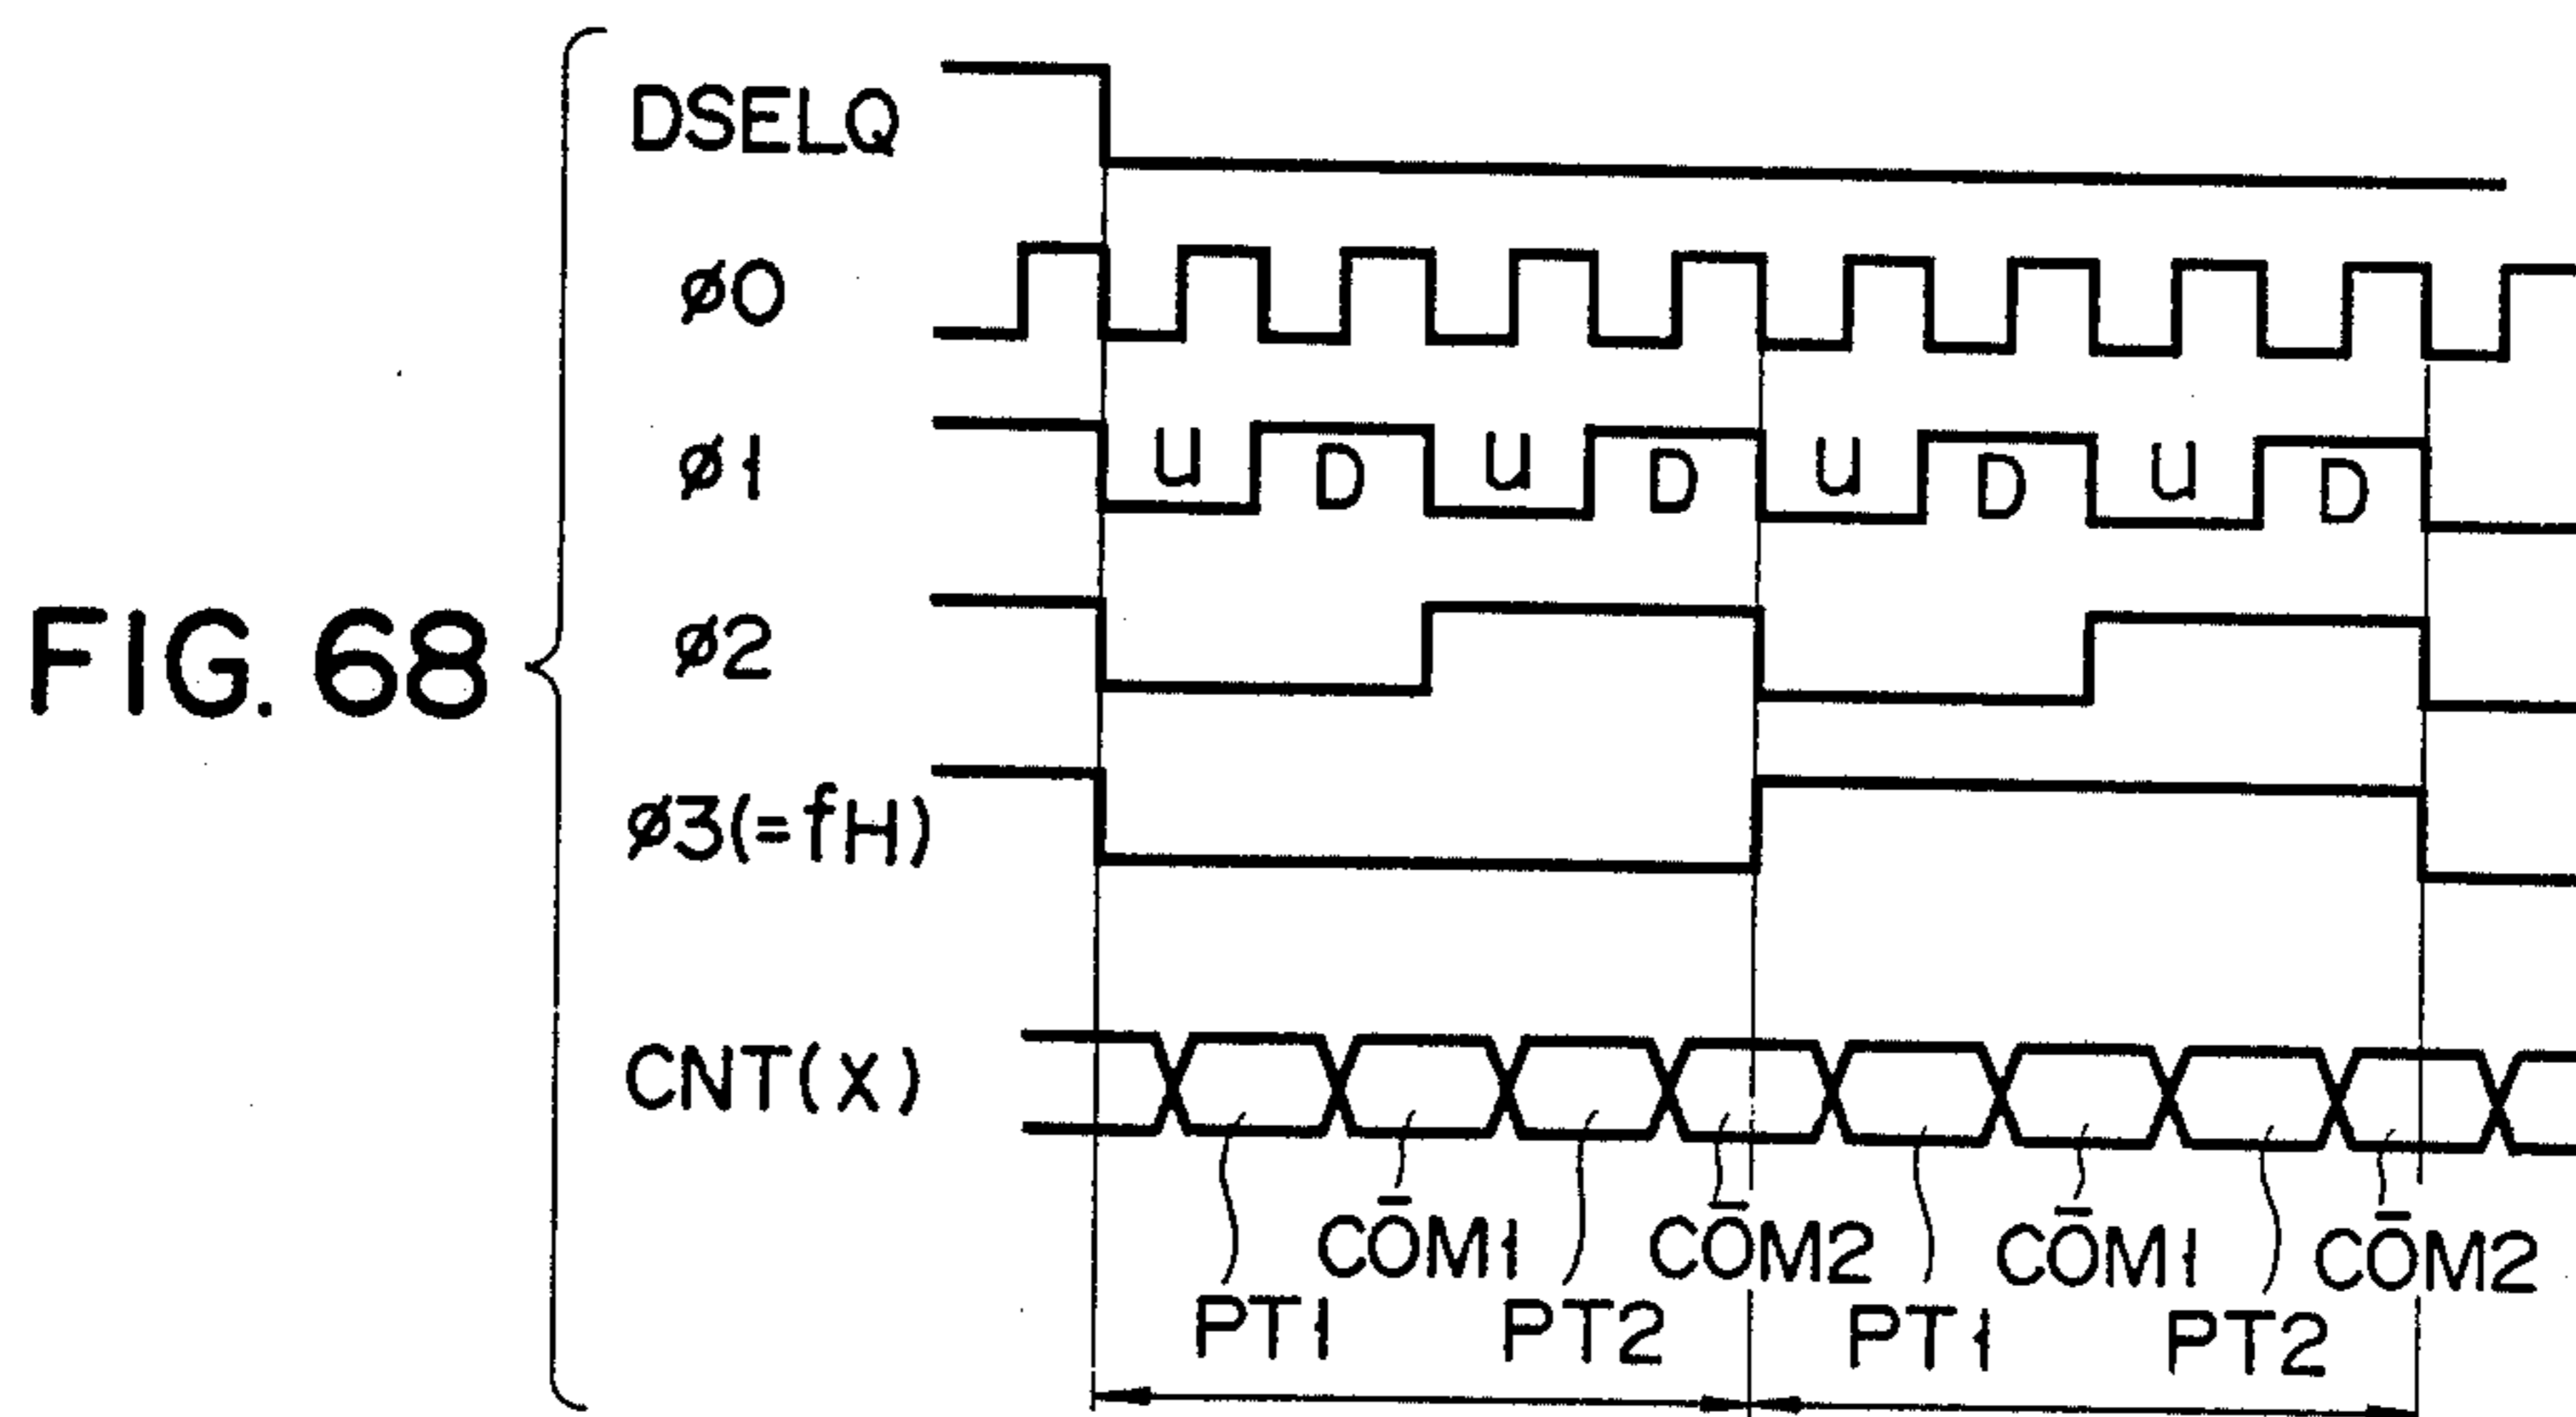 FIG. 68
DSELQ
ø0
ø1
U D U D U D U D
ø2
ø3(=fH)
CNT(X)
CŌM1 CŌM2 CŌM1 CŌM2
PT1 PT2 PT1 PT2